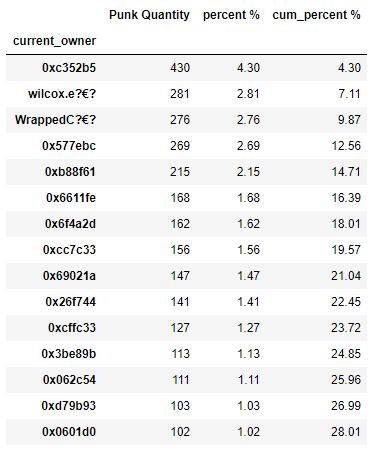 Punk Quantity percent % cum_percent %
current_owner
0xc352b5 430 4.30 4.30
wilcox.e?€? 281 2.81 7.11
WrappedC?€? 276 2.76 9.87
0x577ebc 269 2.69 12.56
0xb88f61 215 2.15 14.71
0x6611fe 168 1.68 16.39
0x6f4a2d 162 1.62 18.01
0xcc7c33 156 1.56 19.57
0x69021a 147 1.47 21.04
0x26f744 141 1.41 22.45
0xcffc33 127 1.27 23.72
0x3be89b 113 1.13 24.85
0x062c54 111 1.11 25.96
0xd79b93 103 1.03 26.99
0x0601d0 102 1.02 28.01